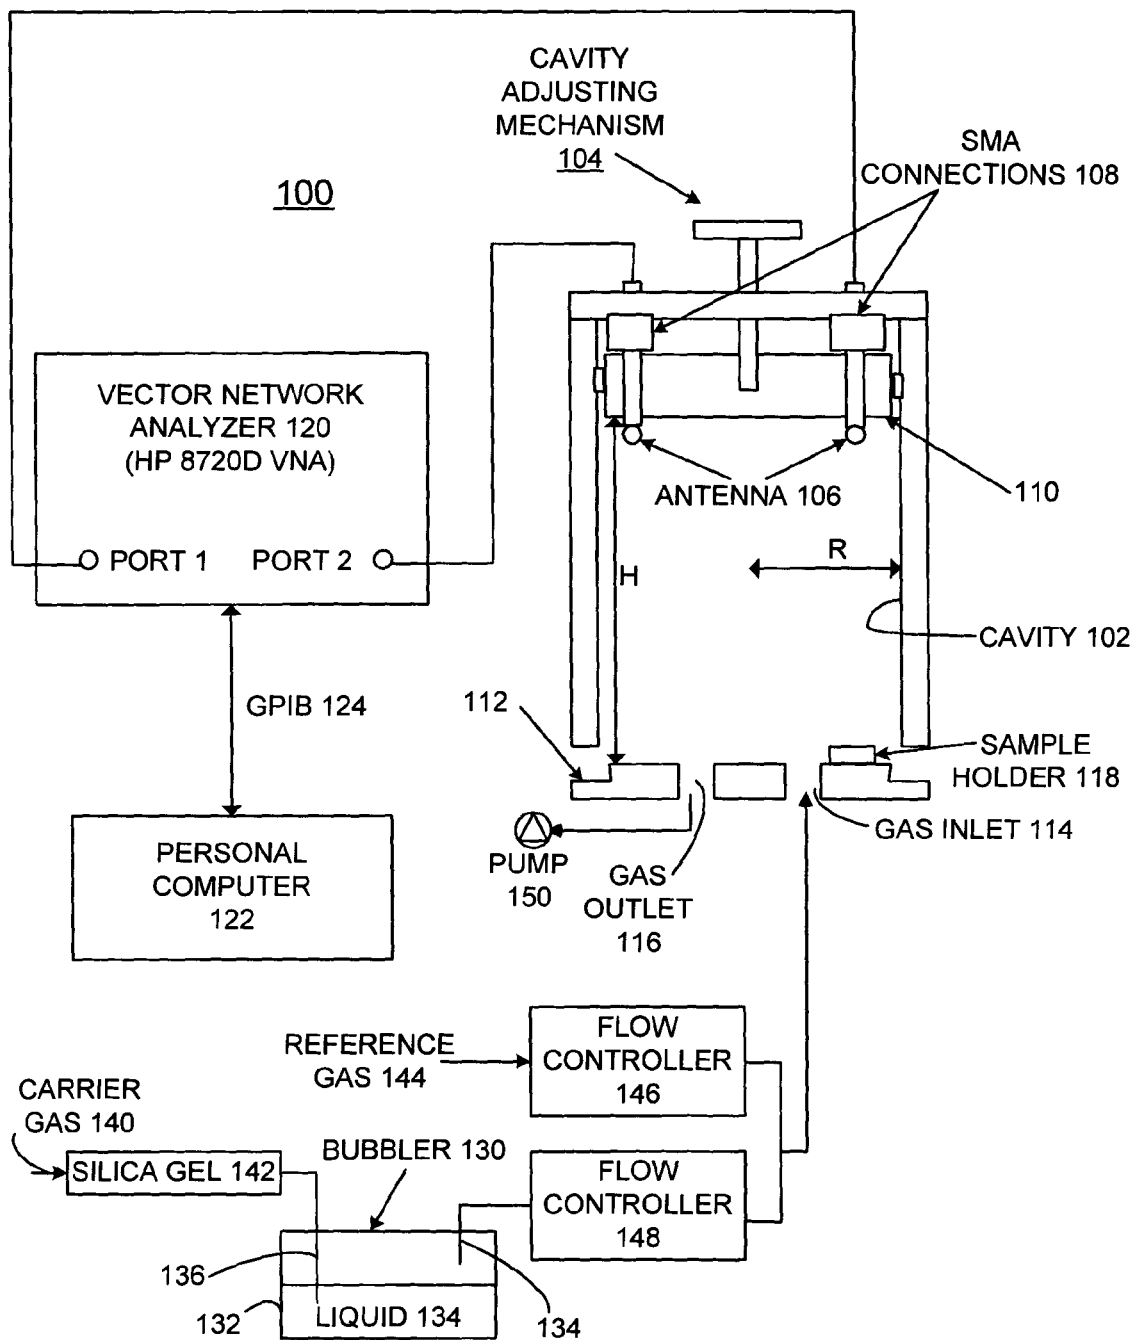 CAVITY
ADJUSTING
MECHANISM
104
SMA
CONNECTIONS 108
100
VECTOR NETWORK
ANALYZER 120
(HP 8720D VNA)
PORT 1
PORT 2
ANTENNA 106
110
R
H
CAVITY 102
GPIB 124
112
SAMPLE
HOLDER 118
GAS INLET 114
PUMP
150
GAS
OUTLET
116
PERSONAL
COMPUTER
122
REFERENCE
GAS 144
FLOW
CONTROLLER
146
CARRIER
GAS 140
SILICA GEL 142
BUBBLER 130
FLOW
CONTROLLER
148
136
132
LIQUID 134
134